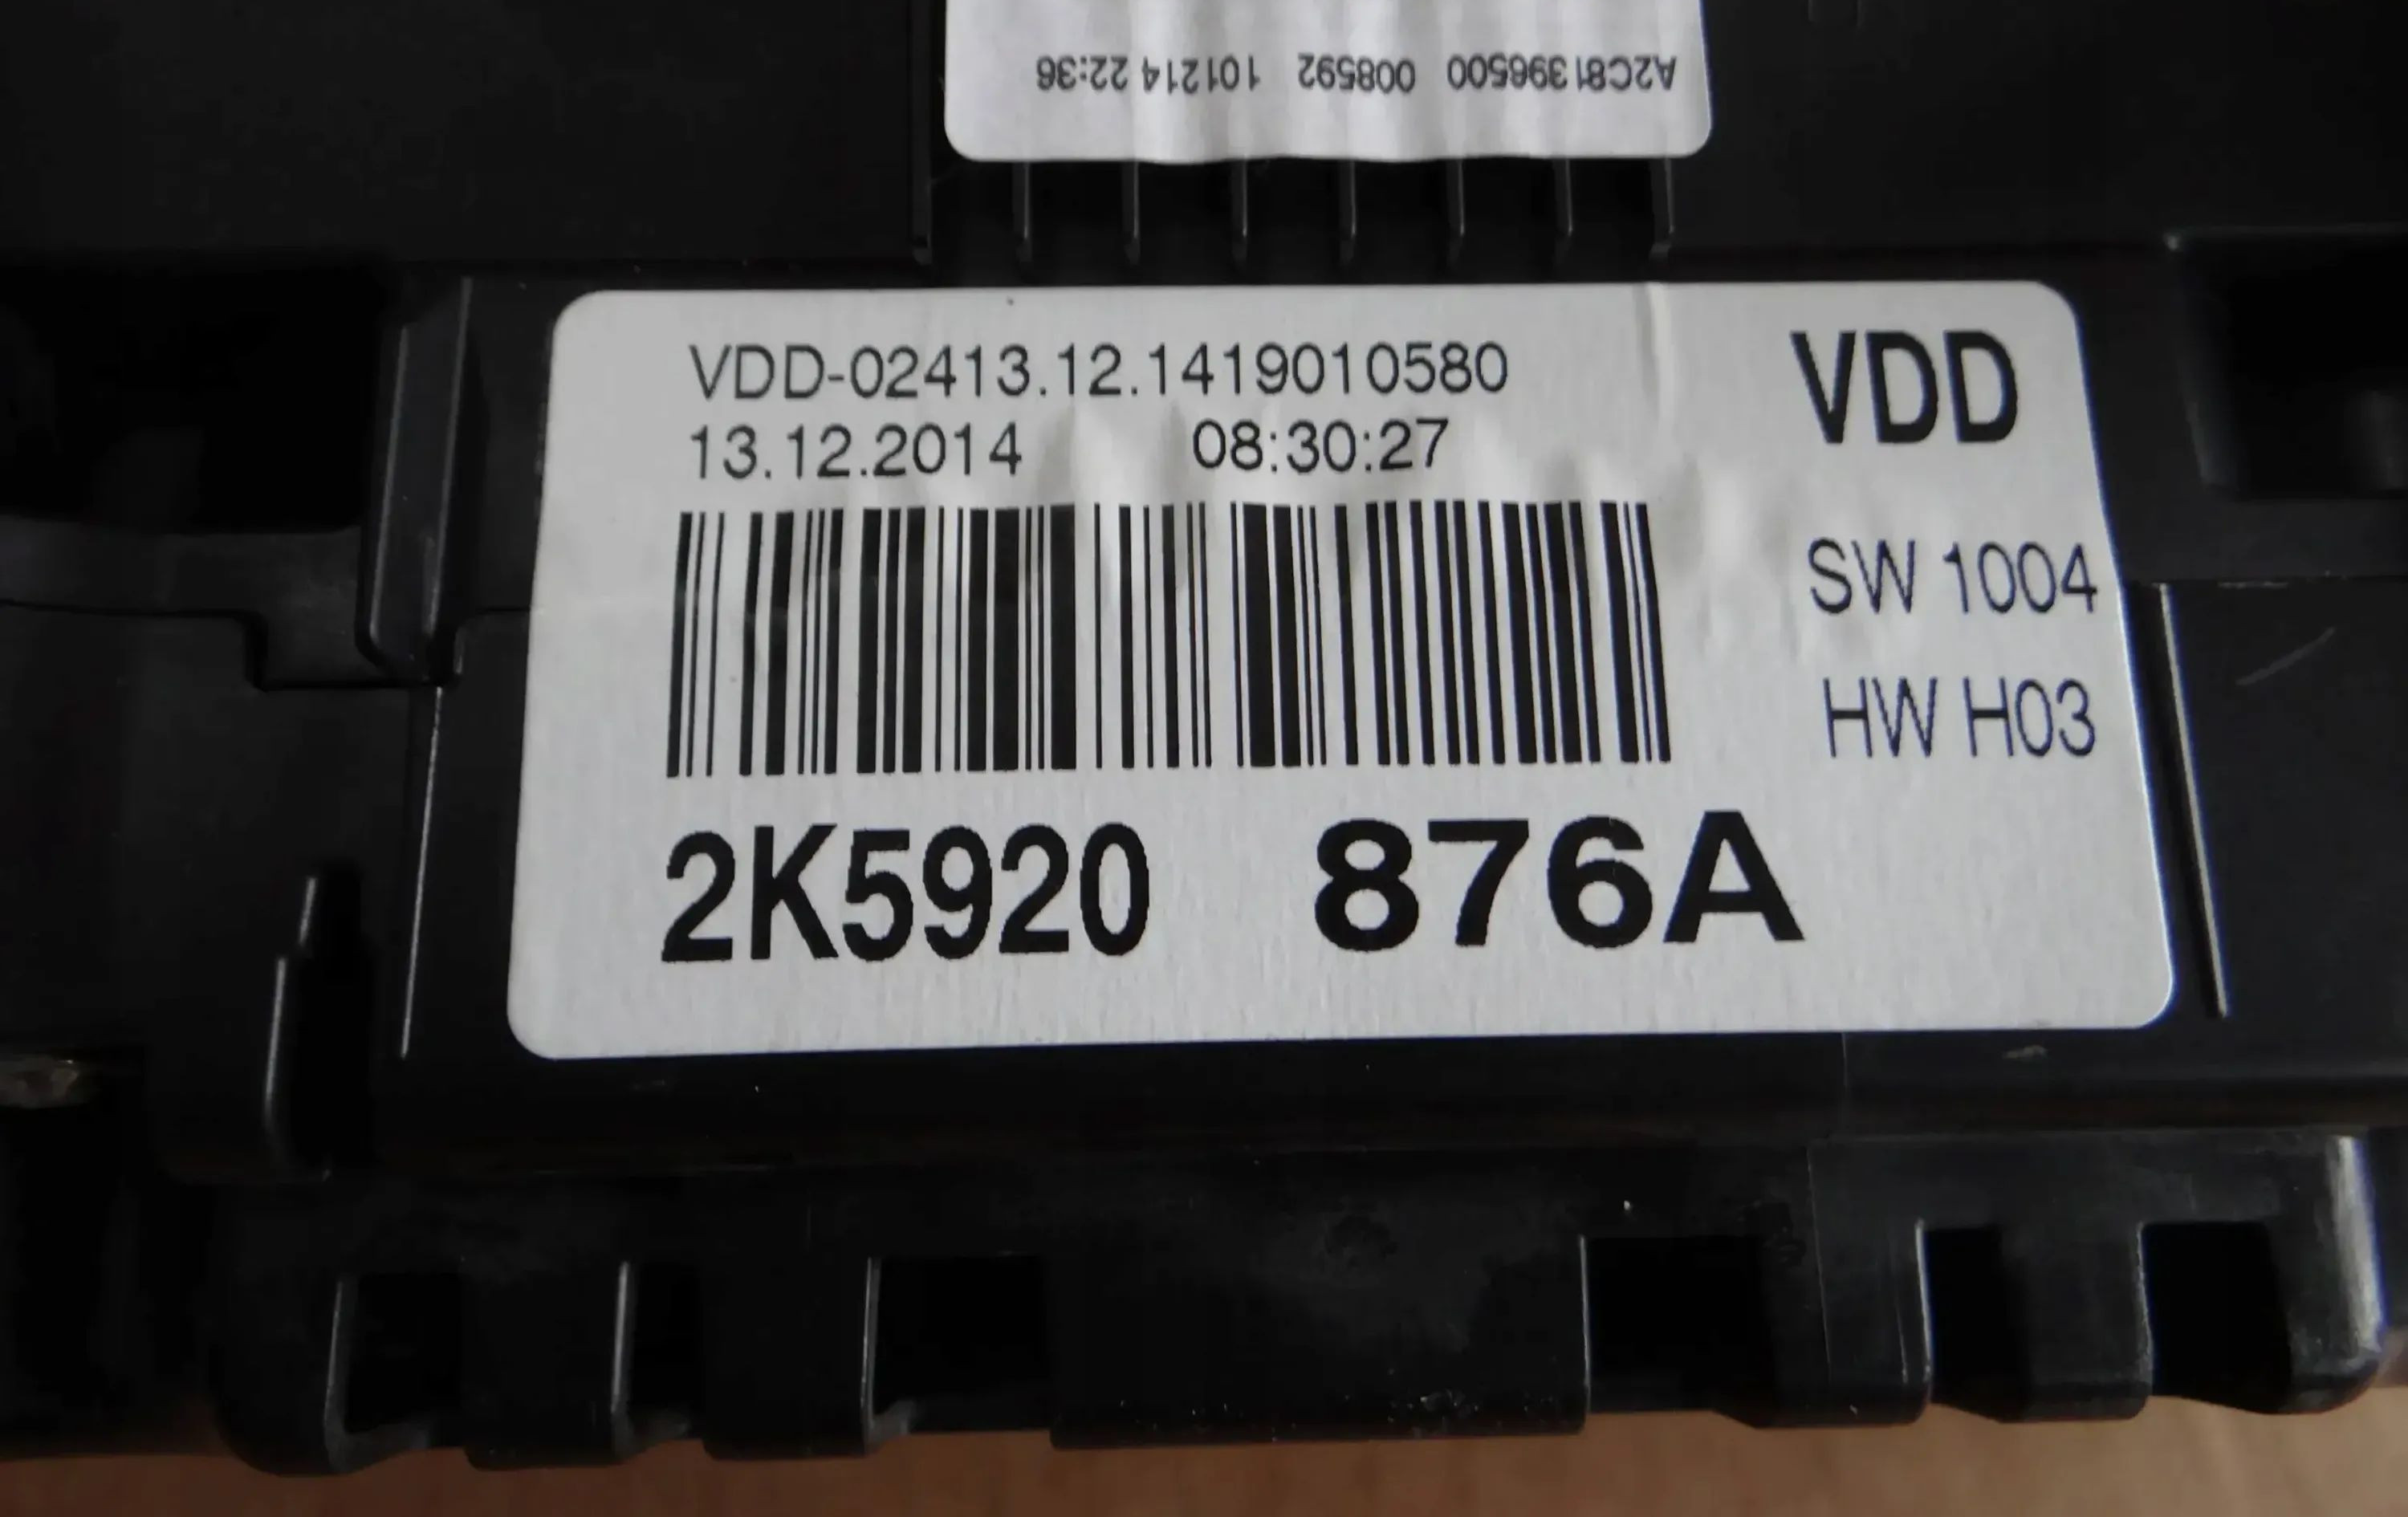 A2C81396500 008592 101214 22:36
VDD-02413.12.1419010580
13.12.2014 08:30:27
VDD
SW 1004
HW H03
2K5920 876A